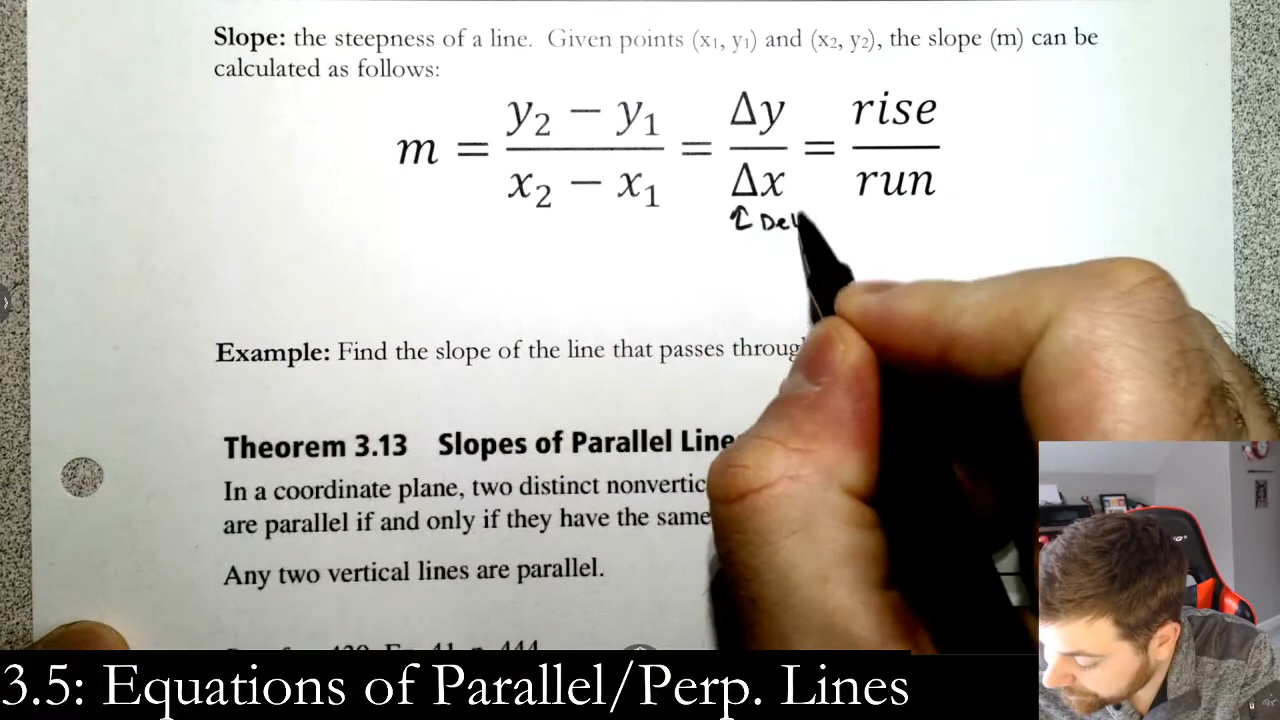 Slope: the steepness of a line. Given points (x₁, y₁) and (x₂, y₂), the slope (m) can be
calculated as follows:
m = (y₂ − y₁)/(x₂ − x₁) = Δy/Δx = rise/run
Del
Example: Find the slope of the line that passes
Theorem 3.13 Slopes of Parallel
In a coordinate plane, two distinct
are parallel if and only if they have the same
Any two vertical lines are parallel.
3.5: Equations of Parallel/Perp. Lines